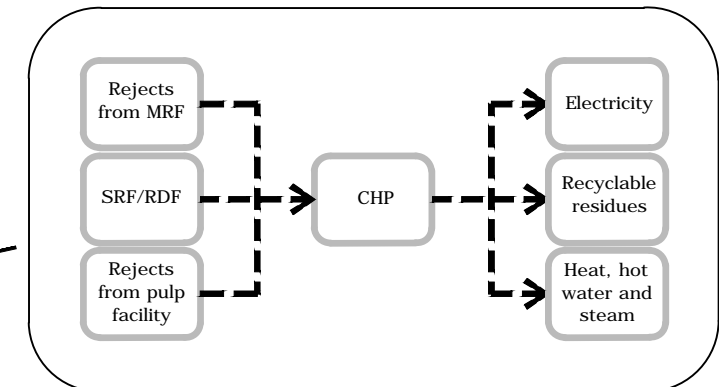 Rejects
from MRF
SRF/RDF
Rejects
from pulp
facility
CHP
Electricity
Recyclable
residues
Heat, hot
water and
steam